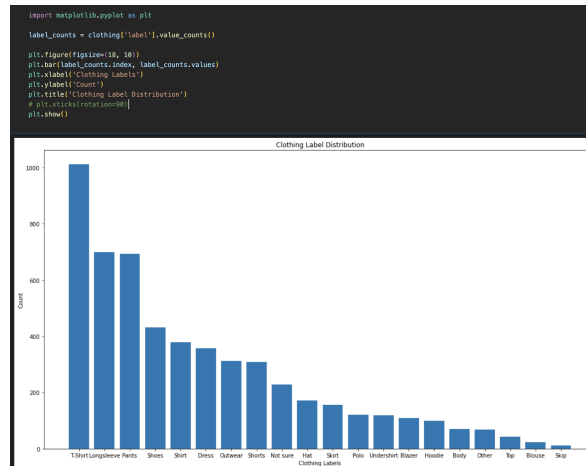 import matplotlib.pyplot as plt
label_counts = clothing['label'].value_counts()
plt.figure(figsize=(18, 10))
plt.bar(label_counts.index, label_counts.values)
plt.xlabel('Clothing Labels')
plt.ylabel('Count')
plt.title('Clothing Label Distribution')
# plt.xticks(rotation=90)
plt.show()
Clothing Label Distribution
1000
800
600
400
200
0
Count
T-Shirt Longsleeve Pants Shoes Shirt Dress Outwear Shorts Not sure Hat Skirt Polo Undershirt Blazer Hoodie Body Other Top Blouse Skip
Clothing Labels